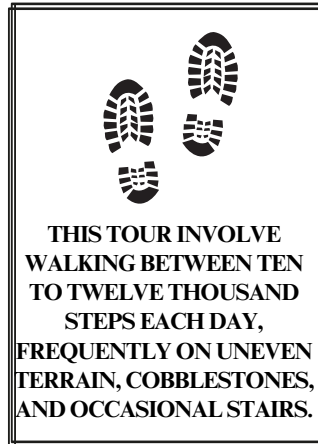 THIS TOUR INVOLVE
WALKING BETWEEN TEN
TO TWELVE THOUSAND
STEPS EACH DAY,
FREQUENTLY ON UNEVEN
TERRAIN, COBBLESTONES,
AND OCCASIONAL STAIRS.